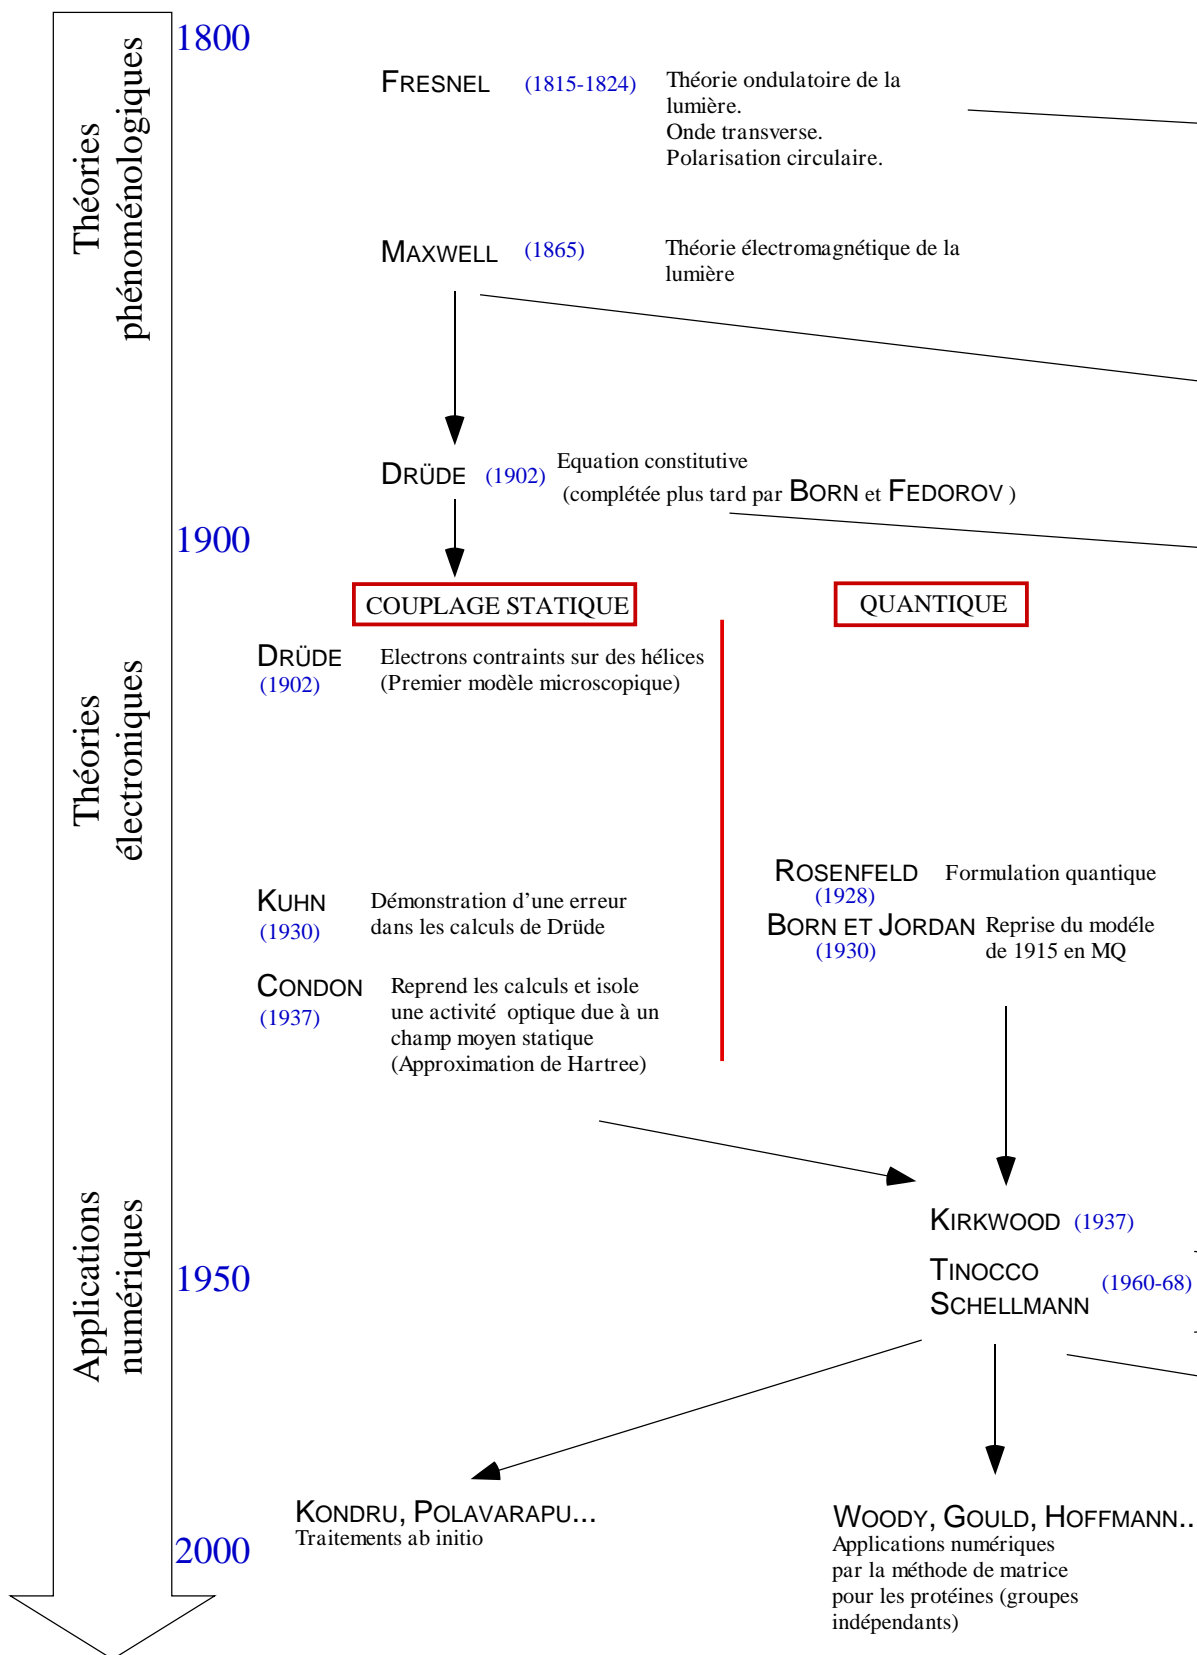 1800
Théories
phénoménologiques
FRESNEL (1815-1824) Théorie ondulatoire de la
lumière.
Onde transverse.
Polarisation circulaire.
MAXWELL (1865) Théorie électromagnétique de la
lumière
DRÜDE (1902) Equation constitutive
(complétée plus tard par BORN et FEDOROV )
1900
COUPLAGE STATIQUE
QUANTIQUE
Théories
électroniques
DRÜDE Electrons contraints sur des hélices
(1902) (Premier modèle microscopique)
ROSENFELD Formulation quantique
(1928)
KUHN Démonstration d'une erreur
(1930) dans les calculs de Drüde
BORN ET JORDAN Reprise du modéle
(1930) de 1915 en MQ
CONDON Reprend les calculs et isole
(1937) une activité optique due à un
champ moyen statique
(Approximation de Hartree)
Applications
numériques
KIRKWOOD (1937)
1950
TINOCCO
SCHELLMANN (1960-68)
KONDRU, POLAVARAPU...
Traitements ab initio
WOODY, GOULD, HOFFMANN..
Applications numériques
par la méthode de matrice
pour les protéines (groupes
indépendants)
2000